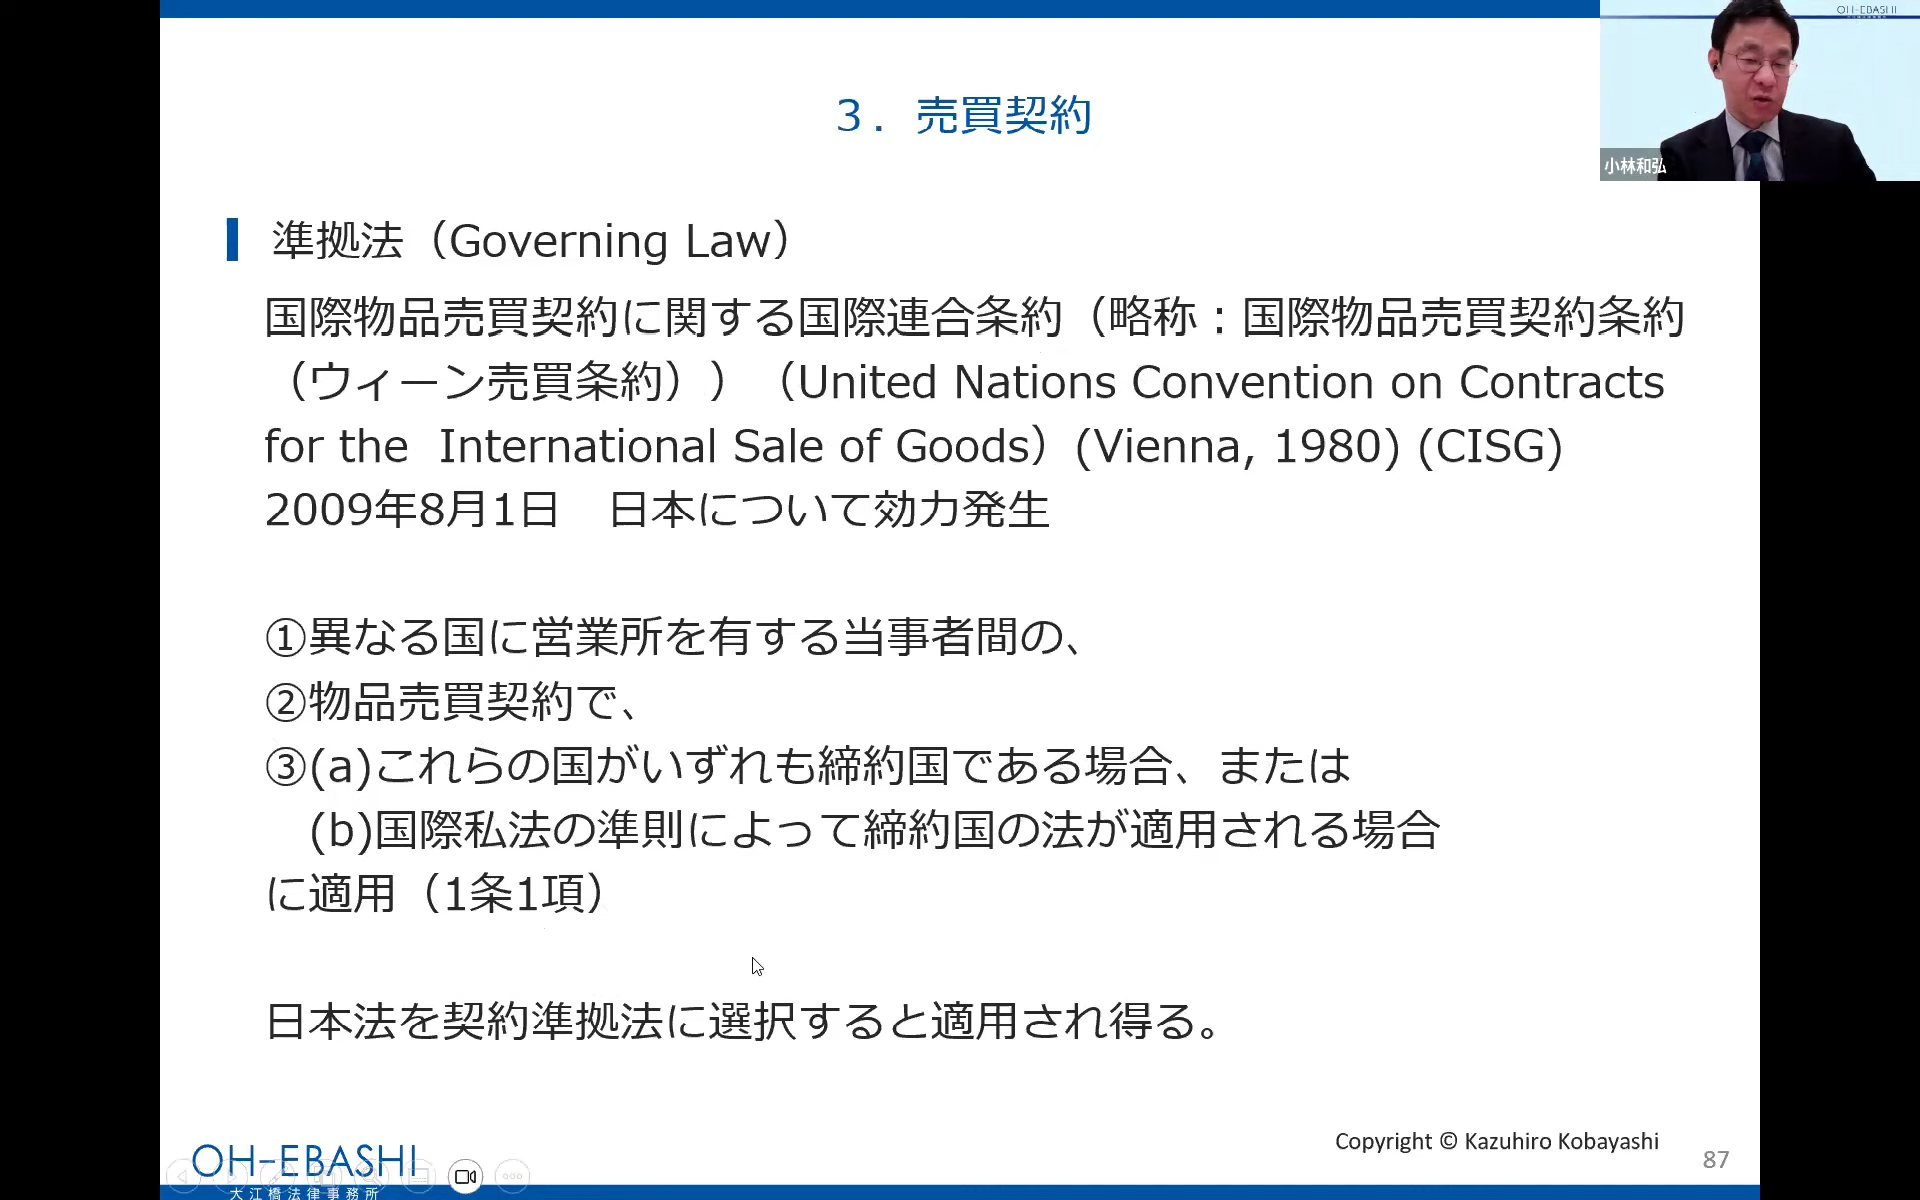 OH-EBASHI
小林和弘
３．売買契約
準拠法（Governing Law）
国際物品売買契約に関する国際連合条約（略称：国際物品売買契約条約
（ウィーン売買条約））（United Nations Convention on Contracts
for the International Sale of Goods）(Vienna, 1980) (CISG)
2009年8月1日　日本について効力発生
①異なる国に営業所を有する当事者間の、
②物品売買契約で、
③(a)これらの国がいずれも締約国である場合、または
(b)国際私法の準則によって締約国の法が適用される場合
に適用（1条1項）
日本法を契約準拠法に選択すると適用され得る。
Copyright © Kazuhiro Kobayashi
87
OH-EBASHI
大江橋法律事務所